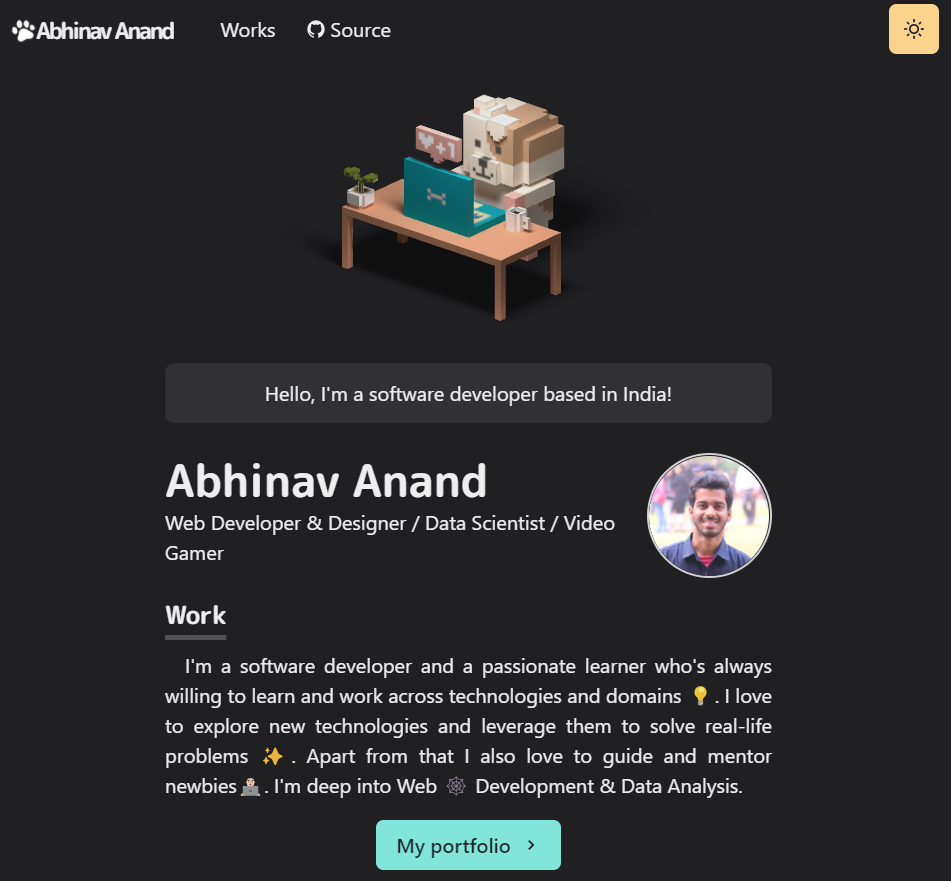 Abhinav Anand Works Source
+1
Hello, I'm a software developer based in India!
Abhinav Anand
Web Developer & Designer / Data Scientist / Video
Gamer
Work
I'm a software developer and a passionate learner who's always
willing to learn and work across technologies and domains 💡 . I love
to explore new technologies and leverage them to solve real-life
problems ✨ . Apart from that I also love to guide and mentor
newbies 👨🏻‍💻 . I'm deep into Web 🕸️ Development & Data Analysis.
My portfolio